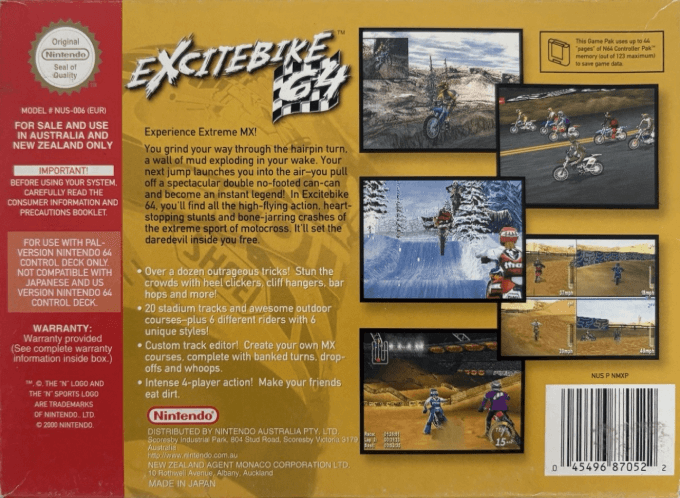 Original
Nintendo
Seal of
Quality
MODEL # NUS-006 (EUR)
FOR SALE AND USE
IN AUSTRALIA AND
NEW ZEALAND ONLY
IMPORTANT!
BEFORE USING YOUR SYSTEM,
CAREFULLY READ THE
CONSUMER INFORMATION AND
PRECAUTIONS BOOKLET.
FOR USE WITH PAL-
VERSION NINTENDO 64
CONTROL DECK ONLY.
NOT COMPATIBLE WITH
JAPANESE AND US
VERSION NINTENDO 64
CONTROL DECK.
WARRANTY:
Warranty provided
(See complete warranty
information inside box.)
TM, ©, THE "N" LOGO AND
THE "N" SPORTS LOGO
ARE TRADEMARKS
OF NINTENDO. LTD.
© 2000 NINTENDO.
EXCITEBIKE
64
TM
Experience Extreme MX!
You grind your way through the hairpin turn,
a wall of mud exploding in your wake. Your
next jump launches you into the air–you pull
off a spectacular double no-footed can-can
and become an instant legend! In Excitebike
64, you'll find all the high-flying action, heart-
stopping stunts and bone-jarring crashes of
the extreme sport of motocross. It'll set the
daredevil inside you free.
• Over a dozen outrageous tricks! Stun the
crowds with heel clickers, cliff hangers, bar
hops and more!
• 20 stadium tracks and awesome outdoor
courses–plus 6 different riders with 6
unique styles!
• Custom track editor! Create your own MX
courses, complete with banked turns, drop-
offs and whoops.
• Intense 4-player action! Make your friends
eat dirt.
Nintendo
DISTRIBUTED BY NINTENDO AUSTRALIA PTY. LTD.
Scoresby Industrial Park, 804 Stud Road, Scoresby Victoria 3179
Australia
http://www.nintendo.com.au
NEW ZEALAND AGENT MONACO CORPORATION LTD.
10 Rothwell Avenue, Albany, Auckland
MADE IN JAPAN
This Game Pak uses up to 64
"pages" of N64 Controller Pak™
memory (out of 123 maximum)
to save game data.
15
NUS P NMXP
0 45496 87052 2